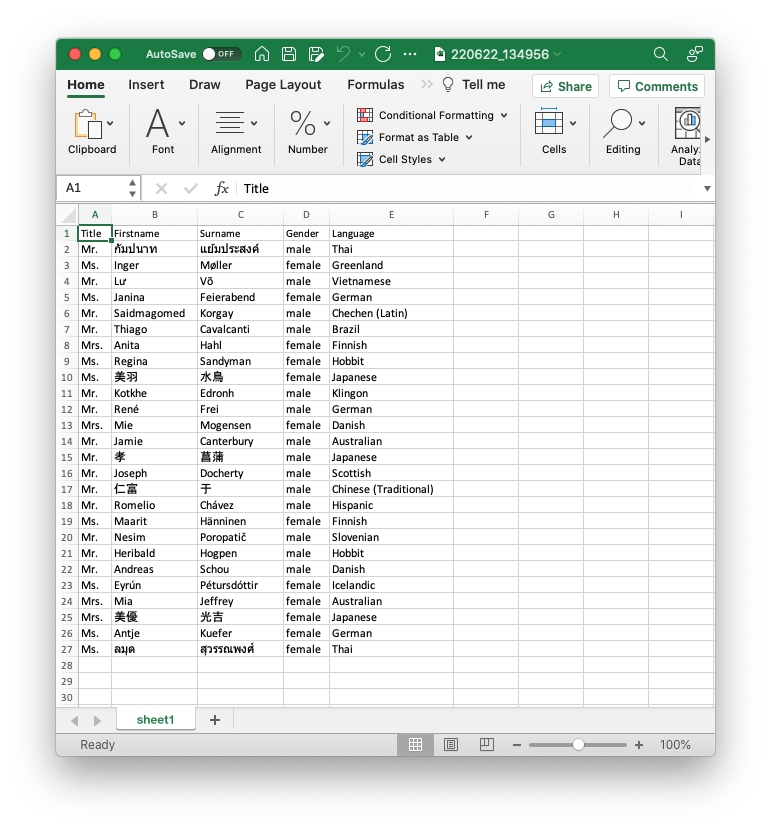 AutoSave OFF 220622_134956
Home Insert Draw Page Layout Formulas Tell me Share Comments
Conditional Formatting
Format as Table
Cell Styles
Clipboard Font Alignment Number Cells Editing Analy
Data
A1 fx Title
A B C D E F G H I
1 Title Firstname Surname Gender Language
2 Mr. กัมปนาท แย้มประสงค์ male Thai
3 Ms. Inger Møller female Greenland
4 Mr. Lư Võ male Vietnamese
5 Ms. Janina Feierabend female German
6 Mr. Saidmagomed Korgay male Chechen (Latin)
7 Mr. Thiago Cavalcanti male Brazil
8 Mrs. Anita Hahl female Finnish
9 Ms. Regina Sandyman female Hobbit
10 Ms. 美羽 水鳥 female Japanese
11 Mr. Kotkhe Edronh male Klingon
12 Mr. René Frei male German
13 Mrs. Mie Mogensen female Danish
14 Mr. Jamie Canterbury male Australian
15 Mr. 孝 菖蒲 male Japanese
16 Mr. Joseph Docherty male Scottish
17 Mr. 仁富 于 male Chinese (Traditional)
18 Mr. Romelio Chávez male Hispanic
19 Ms. Maarit Hänninen female Finnish
20 Mr. Nesim Poropatič male Slovenian
21 Mr. Heribald Hogpen male Hobbit
22 Mr. Andreas Schou male Danish
23 Ms. Eyrún Pétursdóttir female Icelandic
24 Mrs. Mia Jeffrey female Australian
25 Mrs. 美優 光吉 female Japanese
26 Ms. Antje Kuefer female German
27 Ms. ลมุด สุวรรณพงศ์ female Thai
28
29
30
sheet1 +
Ready 100%